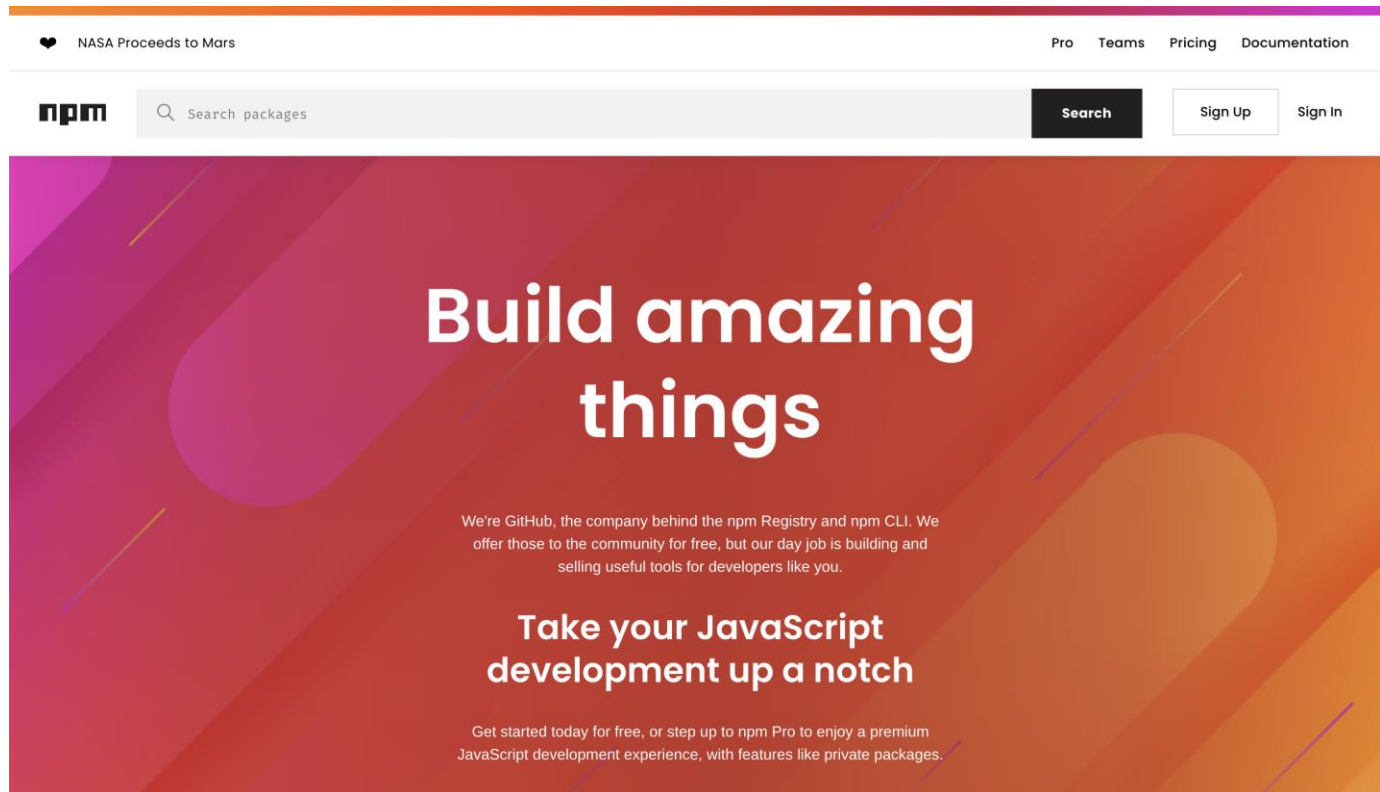 ❤ NASA Proceeds to Mars
Pro Teams Pricing Documentation
npm
Search packages
Search
Sign Up
Sign In
Build amazing
things
We're GitHub, the company behind the npm Registry and npm CLI. We
offer those to the community for free, but our day job is building and
selling useful tools for developers like you.
Take your JavaScript
development up a notch
Get started today for free, or step up to npm Pro to enjoy a premium
JavaScript development experience, with features like private packages.